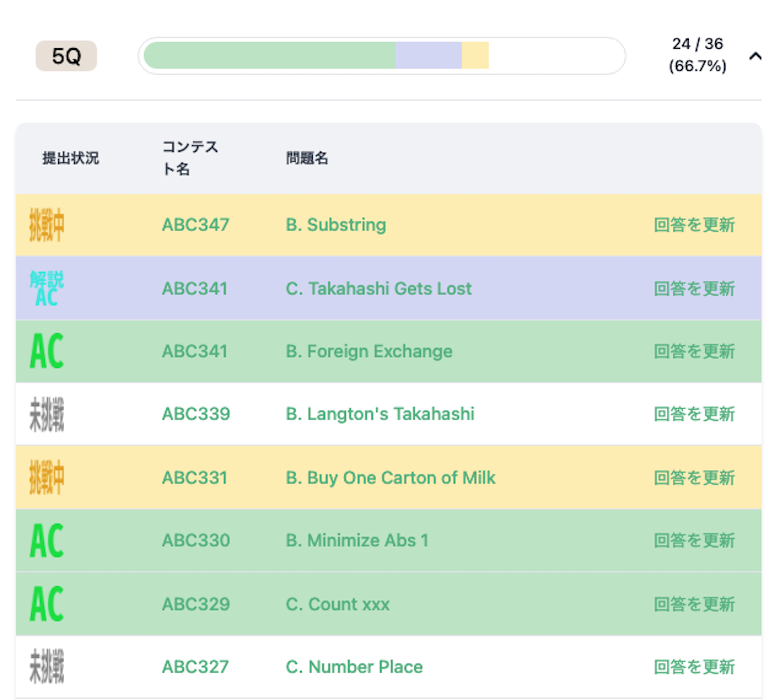 5Q
24 / 36
(66.7%)
提出状況
コンテス
ト名
問題名
挑戦中 ABC347 B. Substring 回答を更新
解説
AC
ABC341 C. Takahashi Gets Lost 回答を更新
AC ABC341 B. Foreign Exchange 回答を更新
未挑戦 ABC339 B. Langton's Takahashi 回答を更新
挑戦中 ABC331 B. Buy One Carton of Milk 回答を更新
AC ABC330 B. Minimize Abs 1 回答を更新
AC ABC329 C. Count xxx 回答を更新
未挑戦 ABC327 C. Number Place 回答を更新